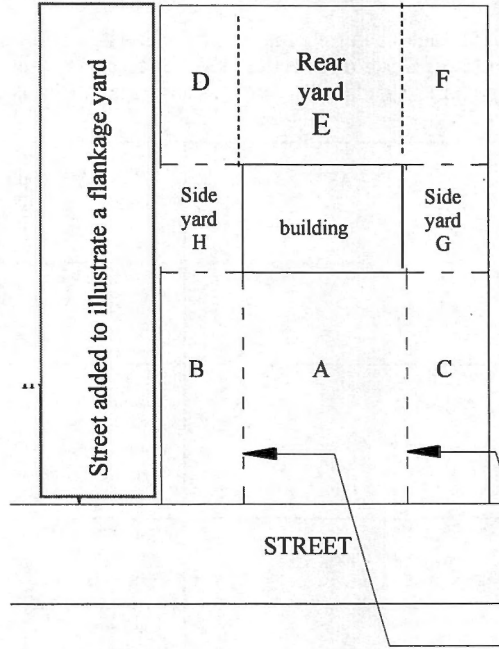 Street added to illustrate a flankage yard
D
Rear
yard
E
F
Side
yard
H
building
Side
yard
G
B
A
C
STREET